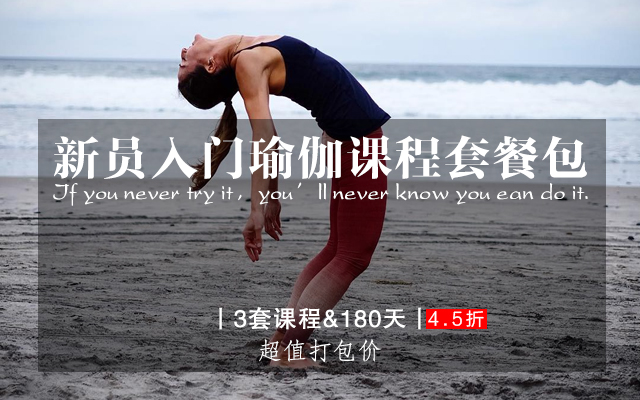 新员入门瑜伽课程套餐包
If you never try it，you'll never know you ean do it.
|3套课程&180天| 4.5折
超值打包价